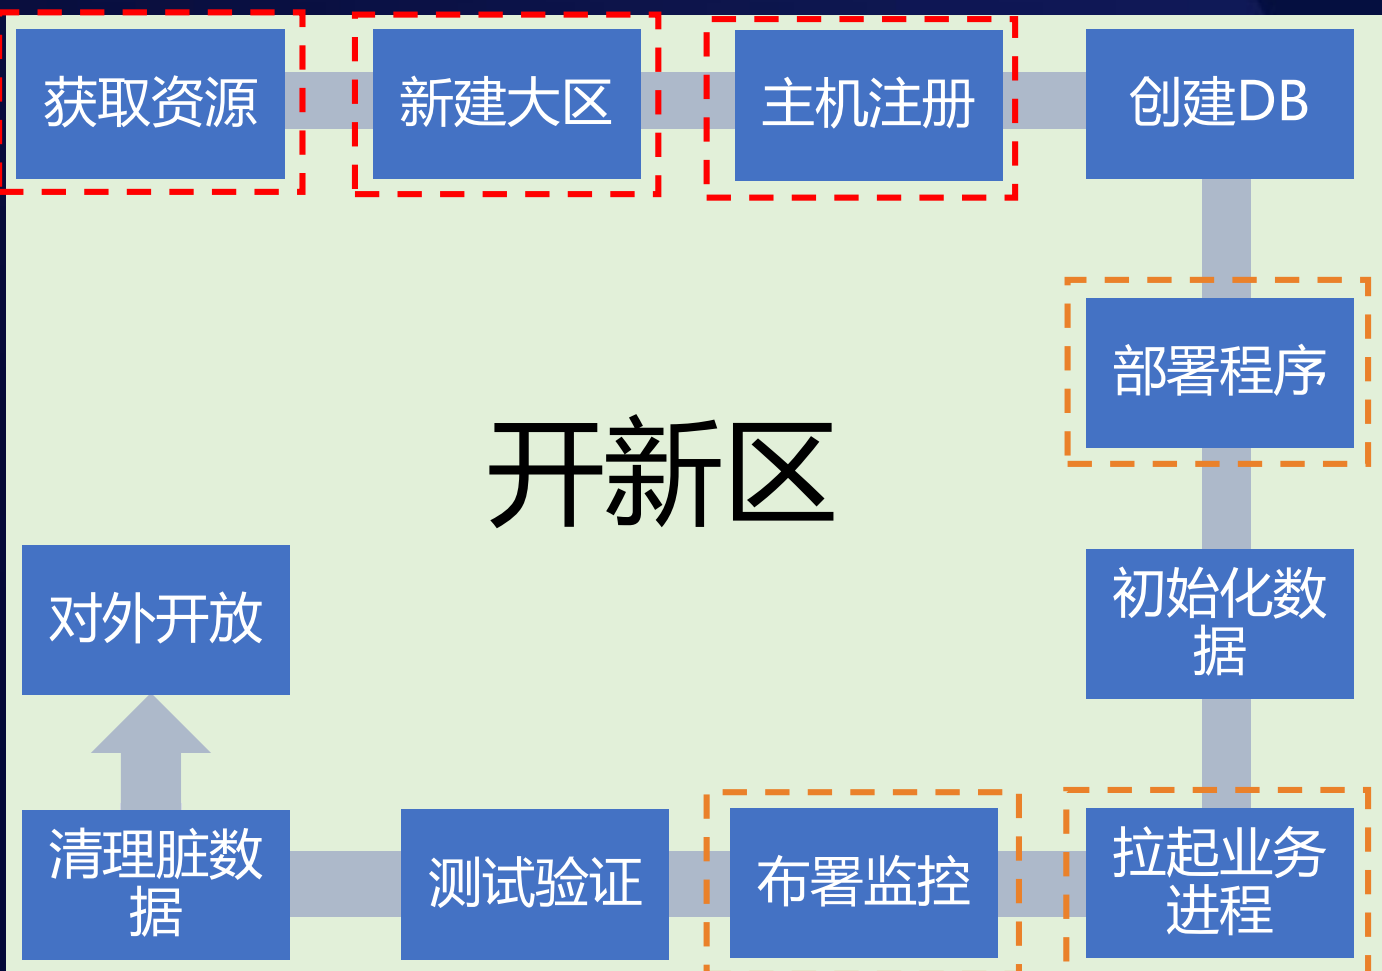 获取资源
新建大区
主机注册
创建DB
部署程序
开新区
初始化数
据
对外开放
清理脏数
据
测试验证
布署监控
拉起业务
进程